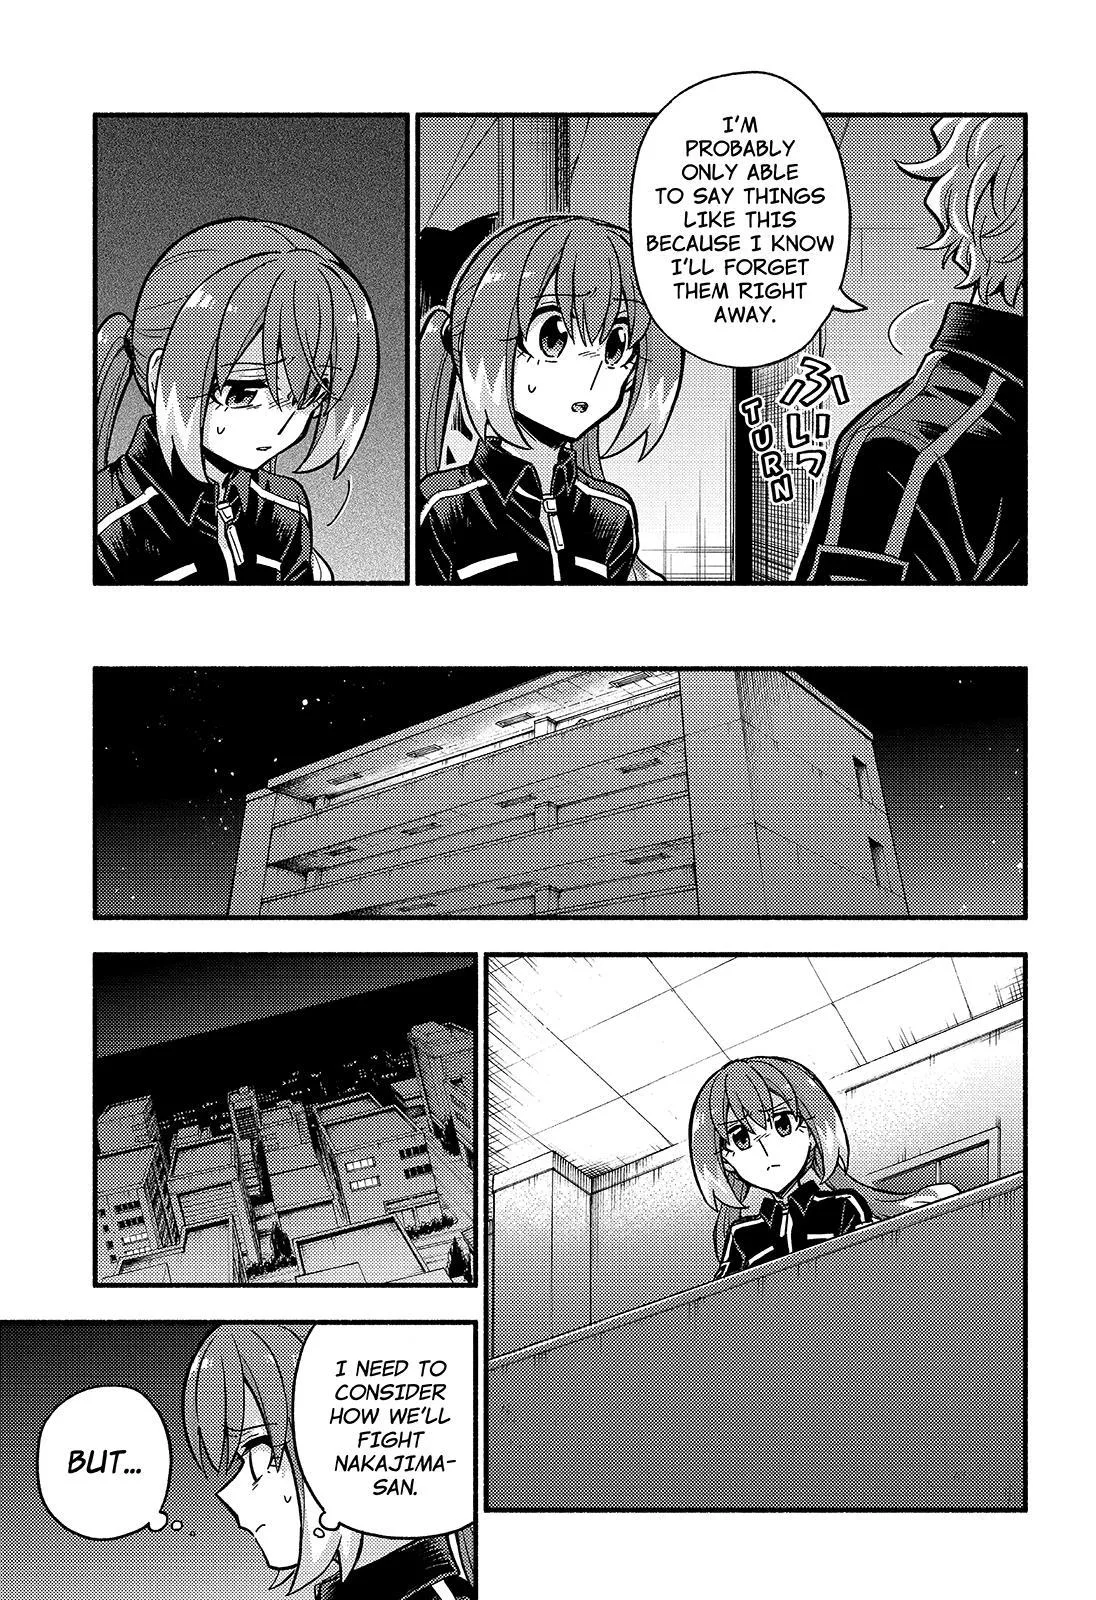 I'M
PROBABLY
ONLY ABLE
TO SAY THINGS
LIKE THIS
BECAUSE I KNOW
I'LL FORGET
THEM RIGHT
AWAY.
ふいっ
TURN
I NEED TO
CONSIDER
HOW WE'LL
FIGHT
NAKAJIMA-
SAN.
BUT...